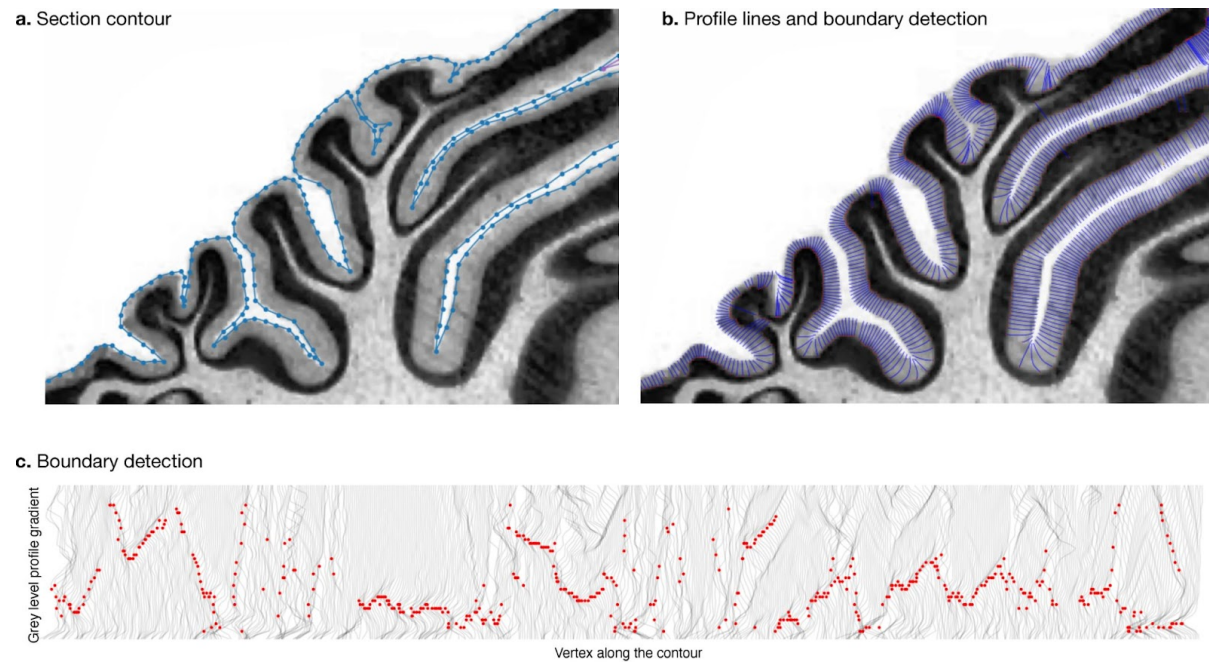 a. Section contour
b. Profile lines and boundary detection
c. Boundary detection
Grey level profile gradient
Vertex along the contour